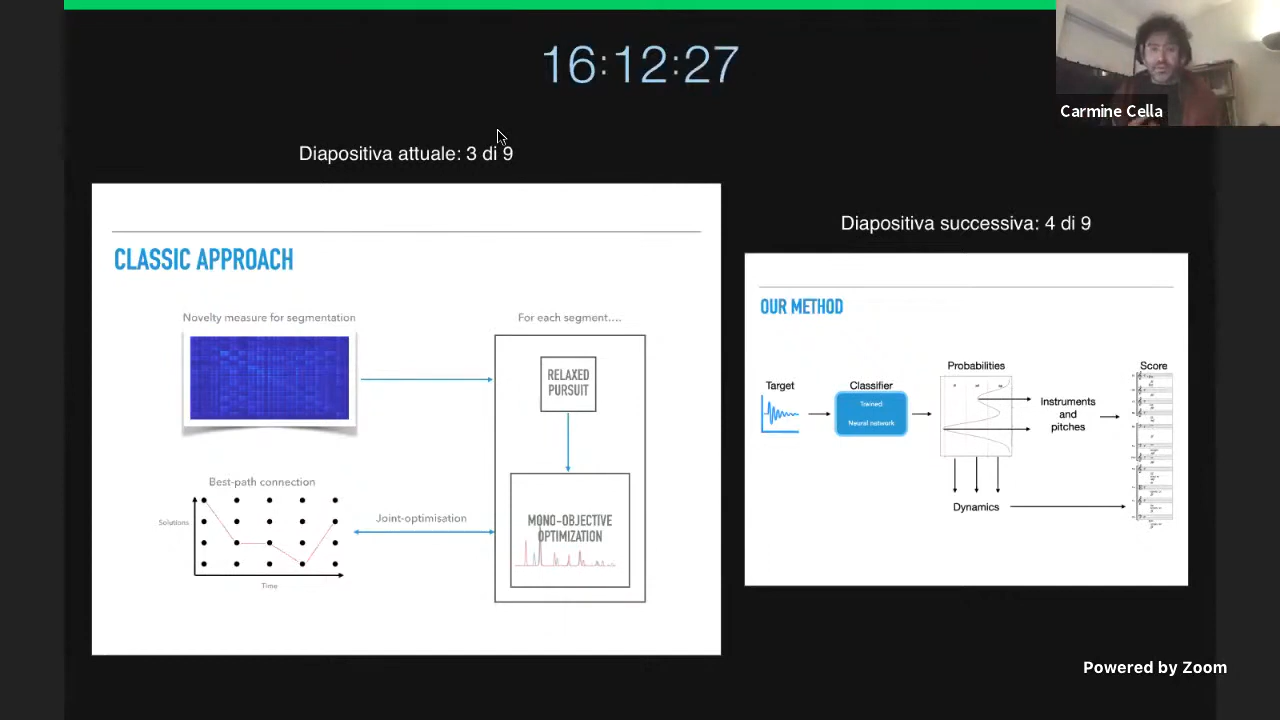 16:12:27
Carmine Cella
Diapositiva attuale: 3 di 9
CLASSIC APPROACH
Novelty measure for segmentation
For each segment....
RELAXED
PURSUIT
Best-path connection
Solutions
Time
Joint-optimisation
MONO-OBJECTIVE
OPTIMIZATION
Diapositiva successiva: 4 di 9
OUR METHOD
Target
Classifier
Trained
Neural network
Probabilities
Instruments
and
pitches
Dynamics
Score
Powered by Zoom